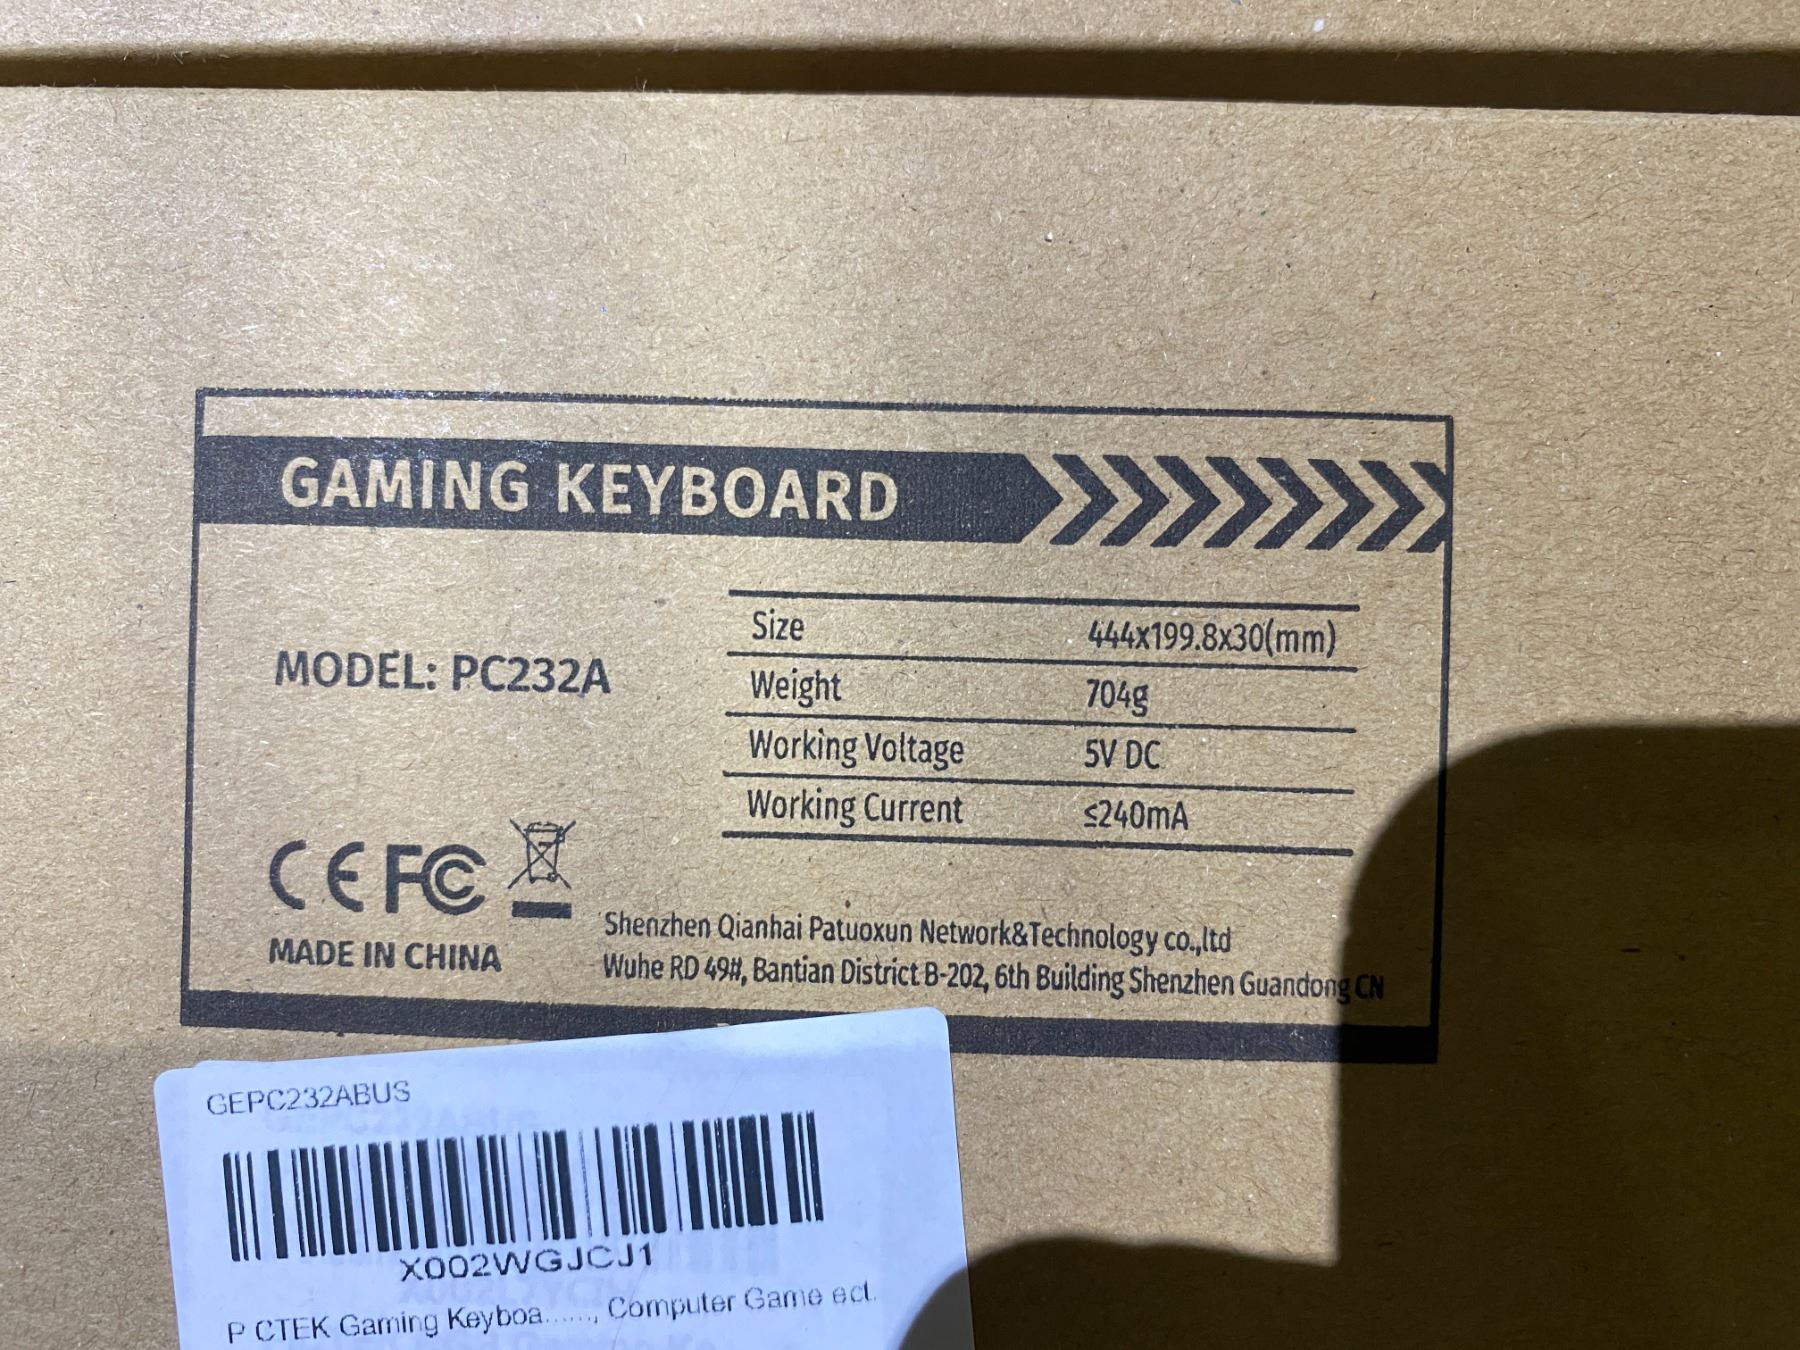 GAMING KEYBOARD
MODEL: PC232A
Size 444x199.8x30(mm)
Weight 704g
Working Voltage 5V DC
Working Current ≤240mA
CE FC
MADE IN CHINA
Shenzhen Qianhai Patuoxun Network&Technology co.,ltd
Wuhe RD 49#, Bantian District B-202, 6th Building Shenzhen Guandong CN
GEPC232ABUS
X002WGJCJ1
P CTEK Gaming Keyboa......, Computer Game ect.